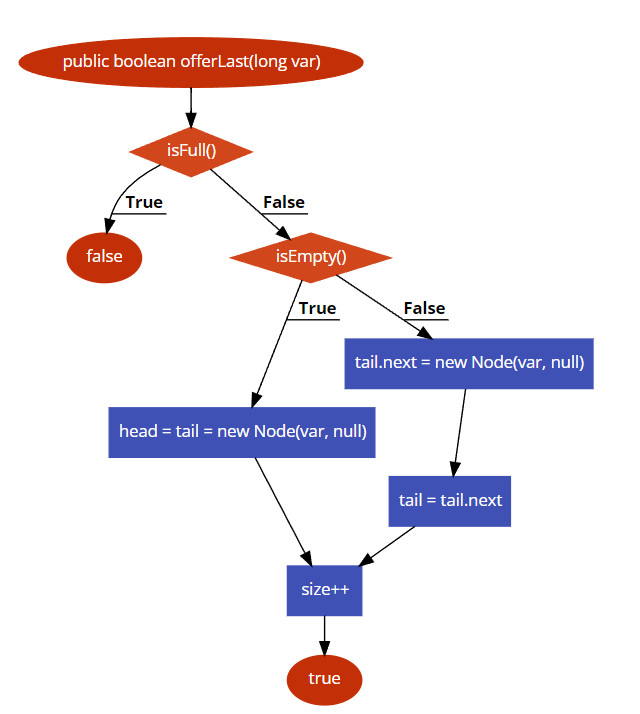 public boolean offerLast(long var)
isFull()
True
False
false
isEmpty()
True
False
tail.next = new Node(var, null)
head = tail = new Node(var, null)
tail = tail.next
size++
true